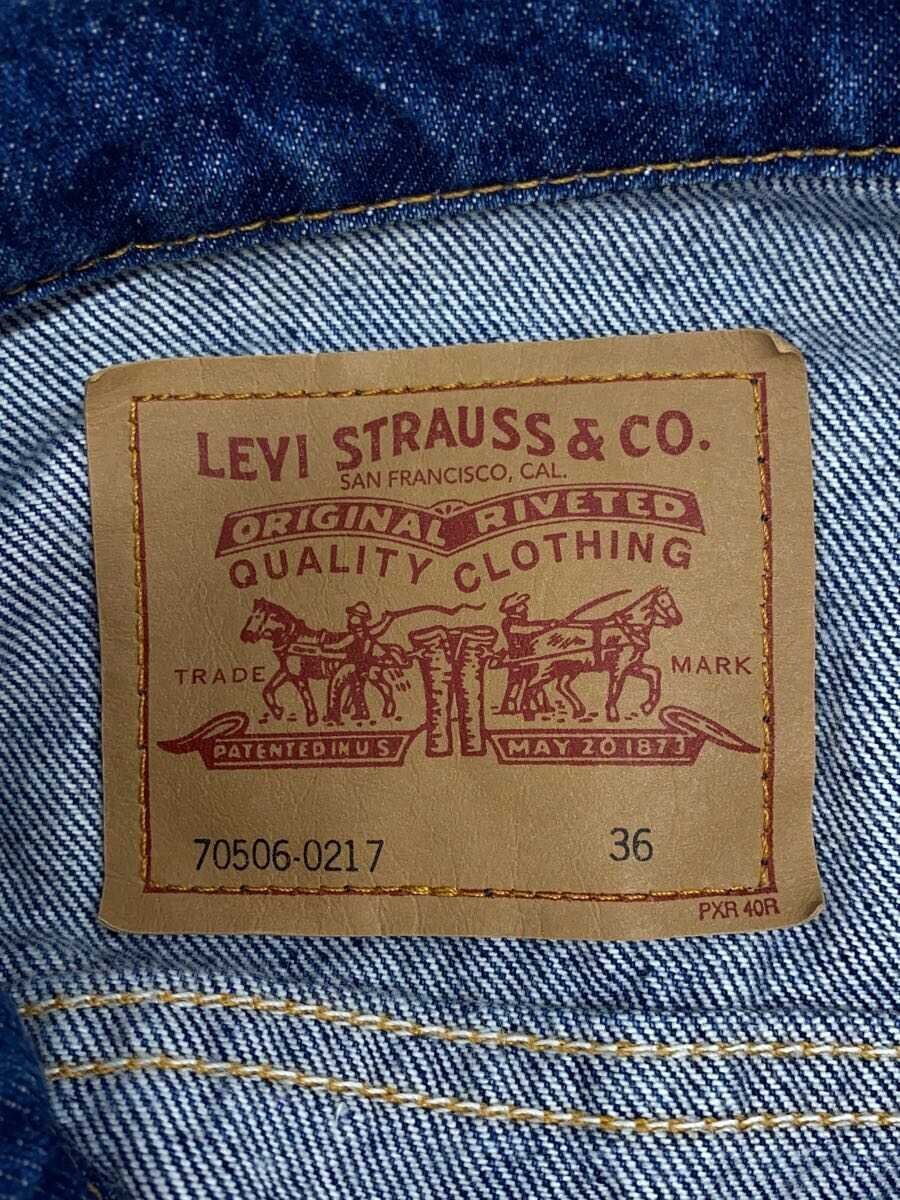 LEVI STRAUSS & CO.
SAN FRANCISCO, CAL.
ORIGINAL RIVETED
QUALITY CLOTHING
TRADE MARK
PATENTED IN U S MAY 20 1873
70506-0217 36
PXR 40R